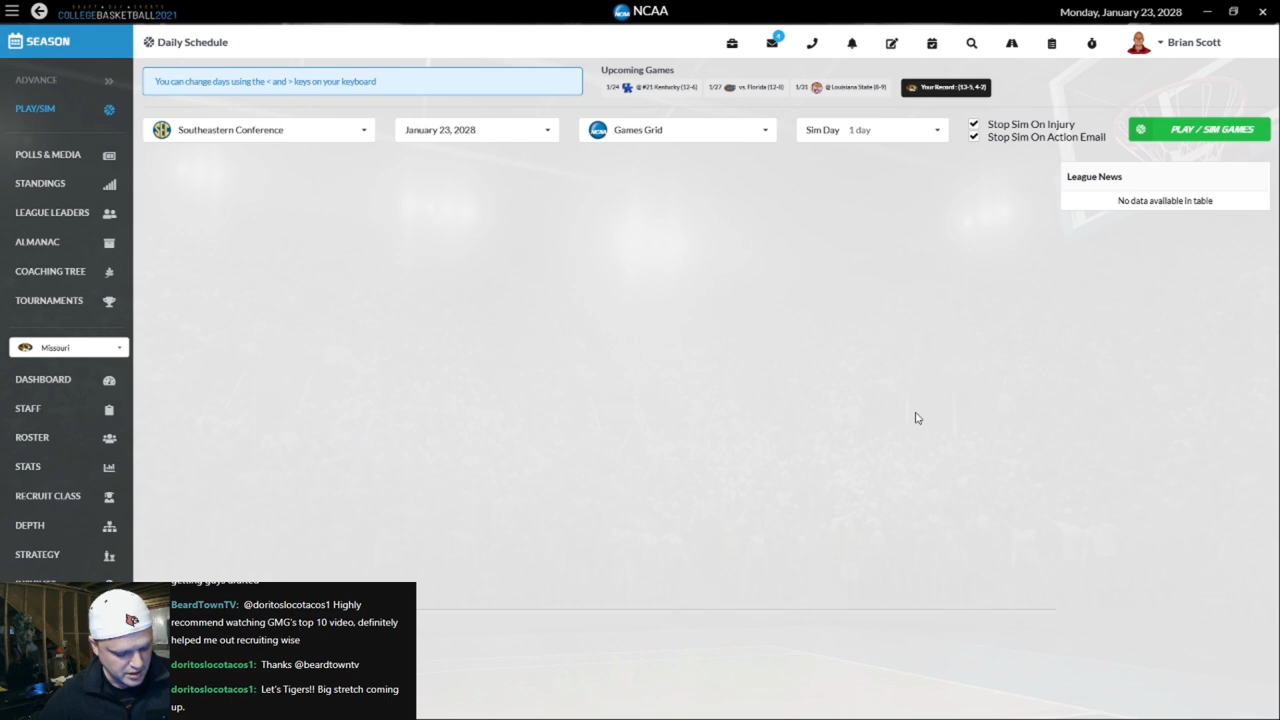 DRAFT DAY SPORTS
COLLEGEBASKETBALL2021
NCAA
Monday, January 23, 2028
SEASON
Daily Schedule
4
Brian Scott
ADVANCE
PLAY/SIM
POLLS & MEDIA
STANDINGS
LEAGUE LEADERS
ALMANAC
COACHING TREE
TOURNAMENTS
Missouri
DASHBOARD
STAFF
ROSTER
STATS
RECRUIT CLASS
DEPTH
STRATEGY
You can change days using the < and > keys on your keyboard
Upcoming Games
1/24 @ #21 Kentucky (12-6) 1/27 vs. Florida (12-8) 1/31 @ Louisiana State (8-9) Your Record : (13-5, 4-2)
Southeastern Conference
January 23, 2028
Games Grid
Sim Day 1 day
Stop Sim On Injury
Stop Sim On Action Email
PLAY / SIM GAMES
League News
No data available in table
getting guys drafted
BeardTownTV: @doritoslocotacos1 Highly
recommend watching GMG's top 10 video, definitely
helped me out recruiting wise
doritoslocotacos1: Thanks @beardtowntv
doritoslocotacos1: Let's Tigers!! Big stretch coming
up.